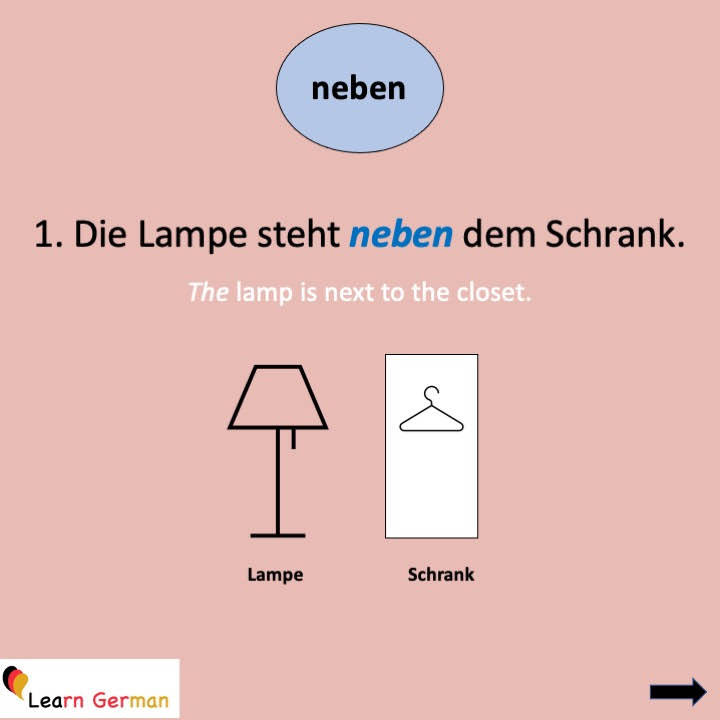 neben
1. Die Lampe steht neben dem Schrank.
The lamp is next to the closet.
Lampe Schrank
Learn German